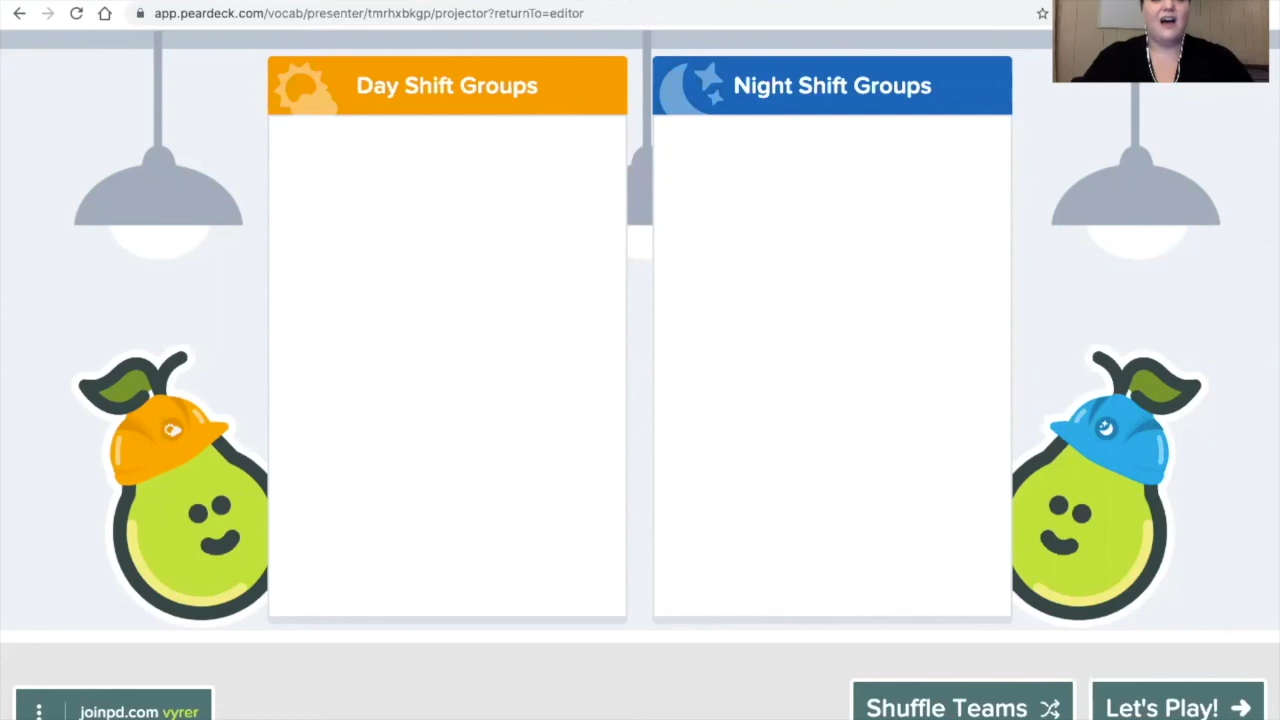 app.peardeck.com/vocab/presenter/tmrhxbkgp/projector?returnTo=editor
Day Shift Groups
Night Shift Groups
joinpd.com vyrer
Shuffle Teams
Let's Play!